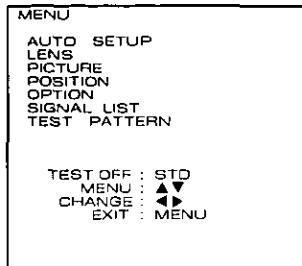 MENU
AUTO SETUP
LENS
PICTURE
POSITION
OPTION
SIGNAL LIST
TEST PATTERN
TEST OFF : STD
MENU : ▲▼
CHANGE : ◀▶
EXIT : MENU